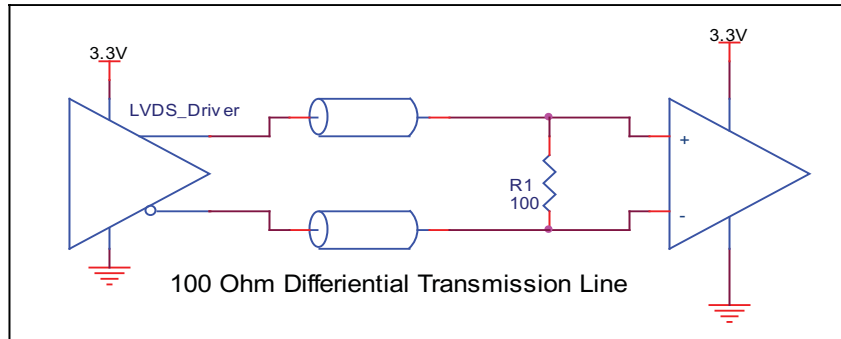 3.3V
3.3V
LVDS_Driver
+
R1
100
-
100 Ohm Differiential Transmission Line